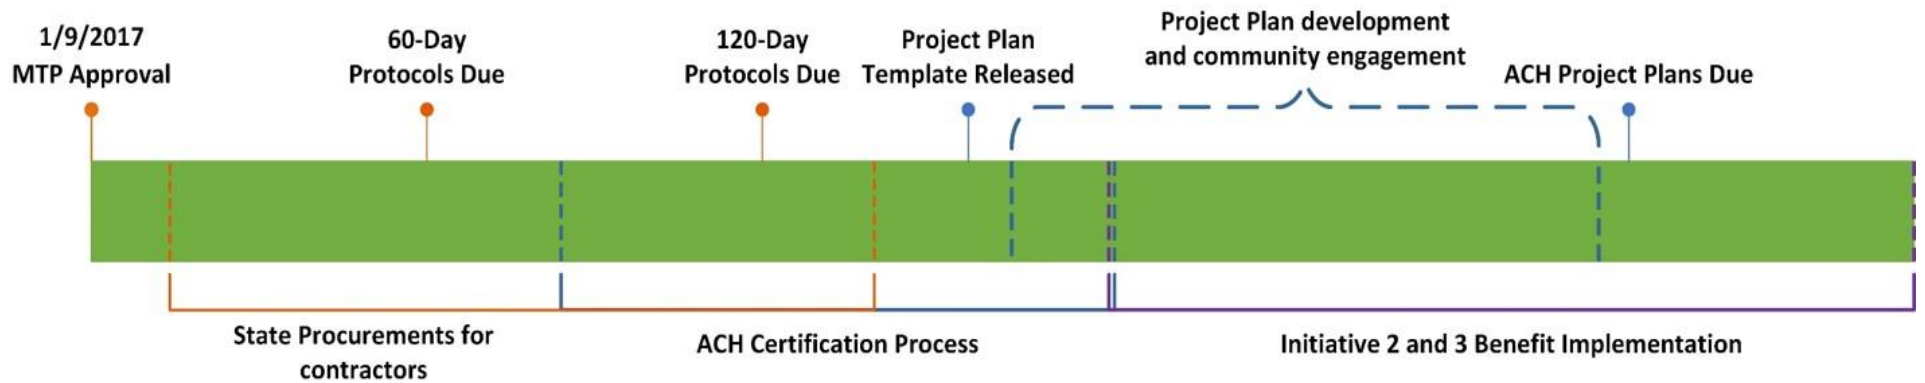 1/9/2017
MTP Approval
60-Day
Protocols Due
120-Day
Protocols Due
Project Plan
Template Released
Project Plan development
and community engagement
ACH Project Plans Due
State Procurements for
contractors
ACH Certification Process
Initiative 2 and 3 Benefit Implementation